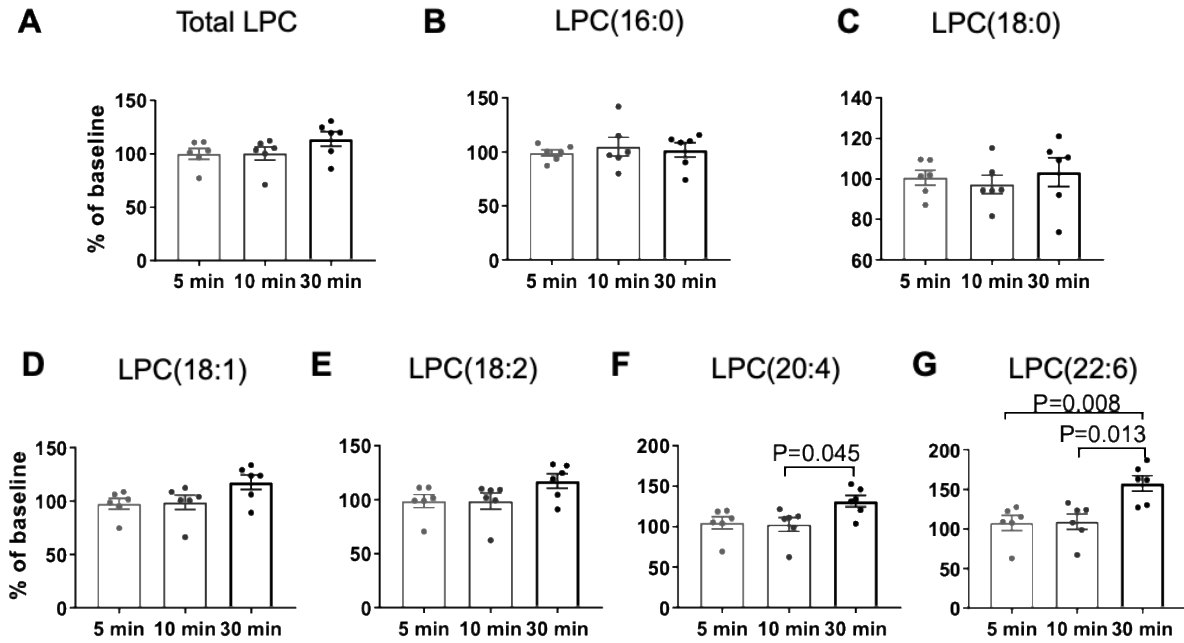 A Total LPC
B LPC(16:0)
C LPC(18:0)
% of baseline
150
100
50
0
5 min 10 min 30 min
150
100
50
0
5 min 10 min 30 min
140
120
100
80
60
5 min 10 min 30 min
D LPC(18:1)
E LPC(18:2)
F LPC(20:4)
G LPC(22:6)
% of baseline
150
100
50
0
5 min 10 min 30 min
150
100
50
0
5 min 10 min 30 min
P=0.045
200
150
100
50
0
5 min 10 min 30 min
P=0.008
P=0.013
200
150
100
50
0
5 min 10 min 30 min